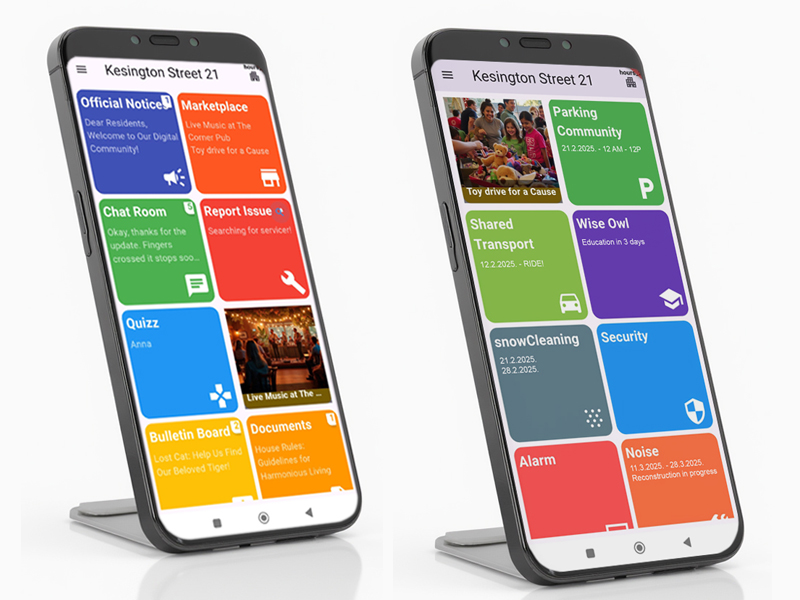 Kesington Street 21
hours
Official Notices
1
Dear Residents,
Welcome to Our Digital
Community!
Marketplace
Live Music at The
Corner Pub
Toy drive for a Cause
Chat Room
5
Okay, thanks for the
update. Fingers
crossed it stops soo...
Report Issue
Searching for servicer!
Quizz
Anna
Live Music at The ...
Bulletin Board
2
Lost Cat: Help Us Find
Our Beloved Tiger!
Documents
1
House Rules:
Guidelines for
Harmonious Living
Kesington Street 21
hours
Toy drive for a Cause
Parking
Community
21.2.2025. - 12 AM - 12P
P
Shared
Transport
12.2.2025. - RIDE!
Wise Owl
Education in 3 days
snowCleaning
21.2.2025.
28.2.2025.
Security
Alarm
Noise
11.3.2025. - 28.3.2025.
Reconstruction in progress